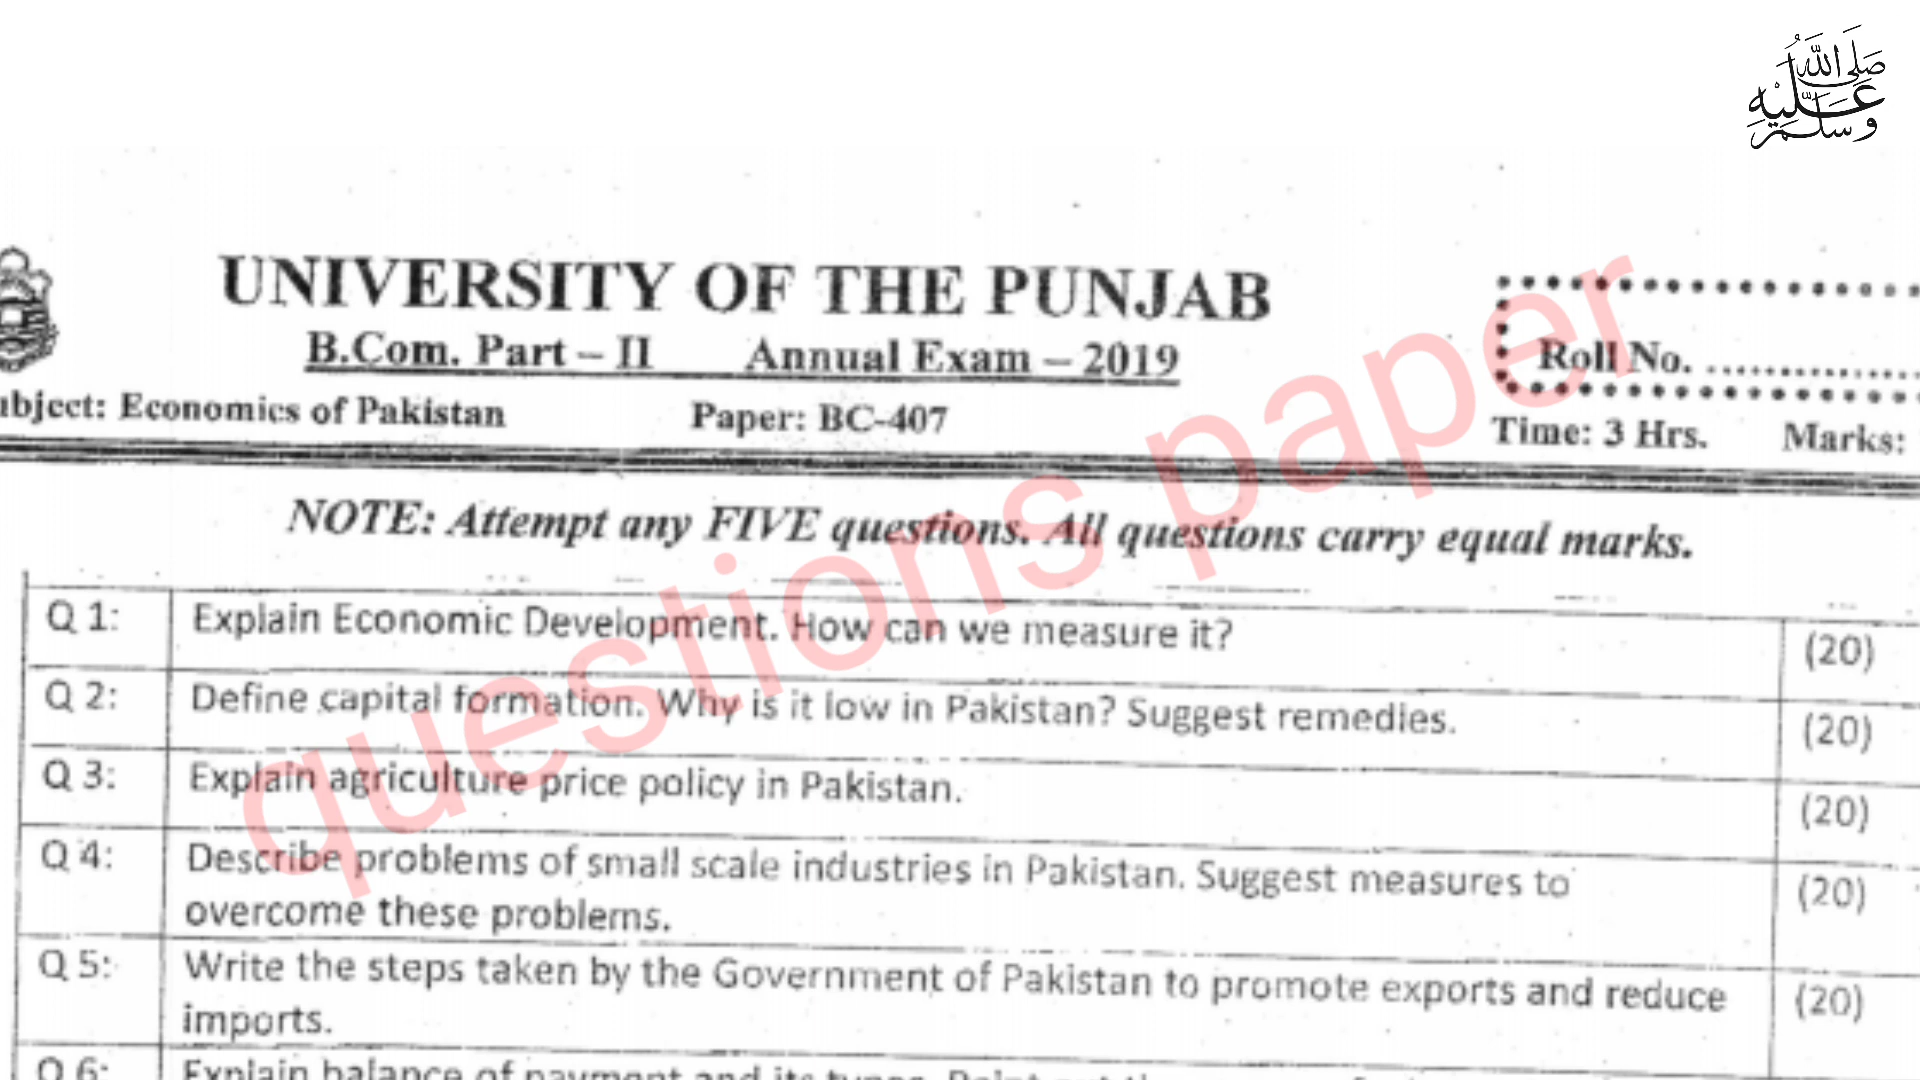 صلى الله
عليه
وسلم
UNIVERSITY OF THE PUNJAB
B.Com. Part – II Annual Exam – 2019
Roll No. ..................
ubject: Economics of Pakistan Paper: BC-407 Time: 3 Hrs. Marks:
NOTE: Attempt any FIVE questions. All questions carry equal marks.
Q 1: Explain Economic Development. How can we measure it? (20)
Q 2: Define capital formation. Why is it low in Pakistan? Suggest remedies. (20)
Q 3: Explain agriculture price policy in Pakistan. (20)
Q 4: Describe problems of small scale industries in Pakistan. Suggest measures to (20)
overcome these problems.
Q 5: Write the steps taken by the Government of Pakistan to promote exports and reduce (20)
imports.
Q 6: Explain balance of payment and its types. Point out
questions paper